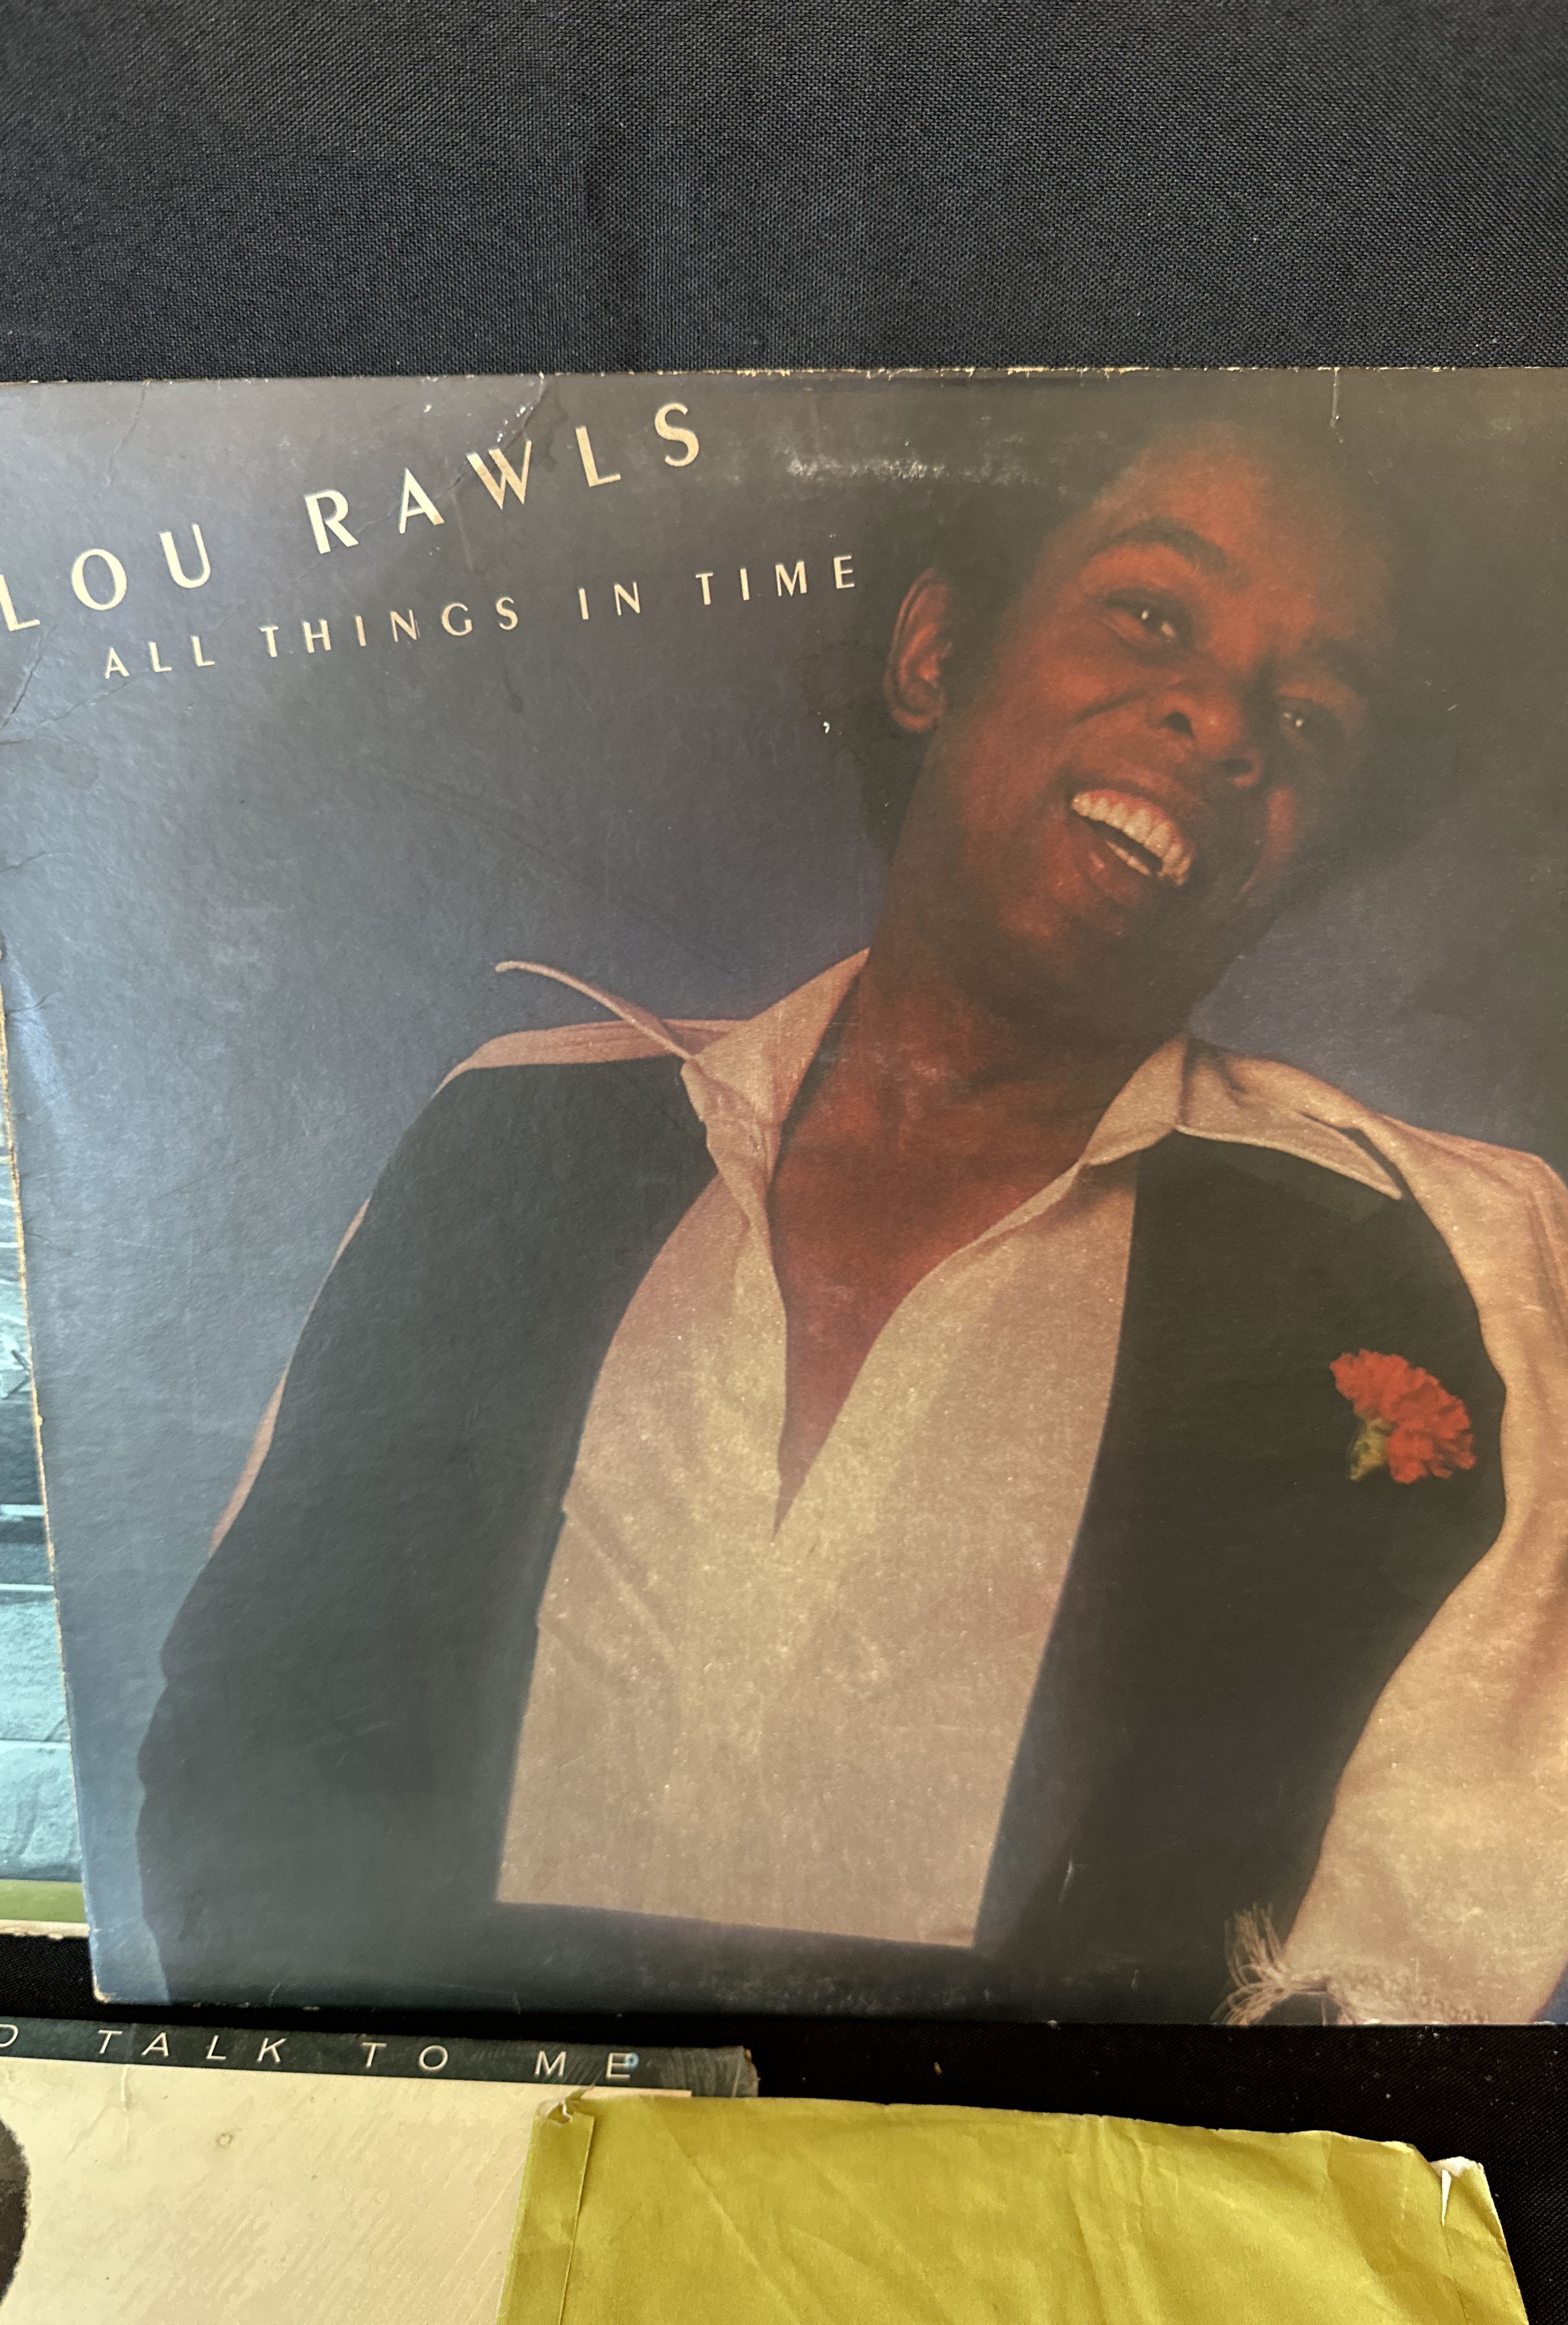 LOU RAWLS
ALL THINGS IN TIME
TALK TO ME